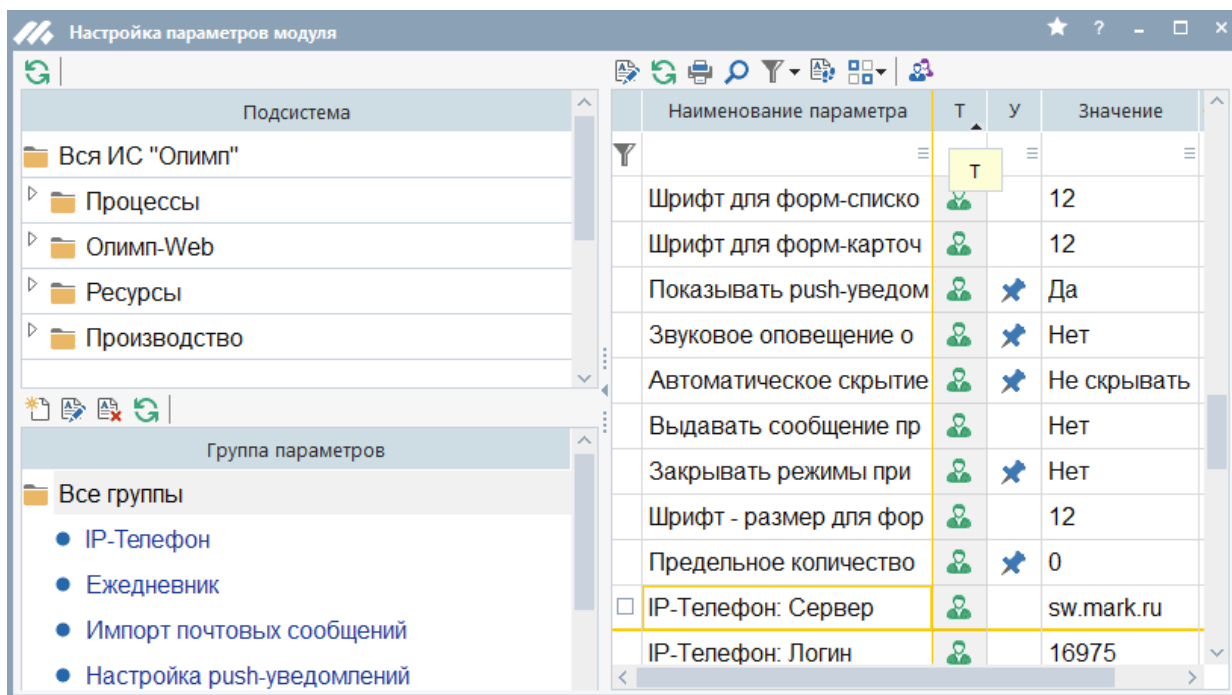 Настройка параметров модуля
Подсистема
Вся ИС "Олимп"
Процессы
Олимп-Web
Ресурсы
Производство
Группа параметров
Все группы
IP-Телефон
Ежедневник
Импорт почтовых сообщений
Настройка push-уведомлений
Наименование параметра Т У Значение
Т
Шрифт для форм-списко 12
Шрифт для форм-карточ 12
Показывать push-уведом Да
Звуковое оповещение о Нет
Автоматическое скрытие Не скрывать
Выдавать сообщение пр Нет
Закрывать режимы при Нет
Шрифт - размер для фор 12
Предельное количество 0
IP-Телефон: Сервер sw.mark.ru
IP-Телефон: Логин 16975